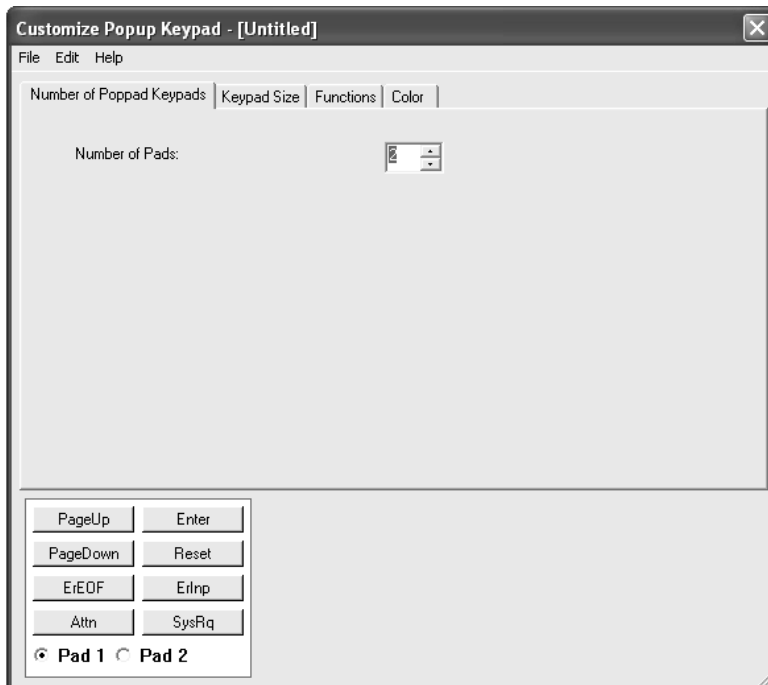 Customize Popup Keypad - [Untitled]
File Edit Help
Number of Poppad Keypads Keypad Size Functions Color
Number of Pads: 2
PageUp Enter
PageDown Reset
ErEOF ErInp
Attn SysRq
Pad 1 Pad 2